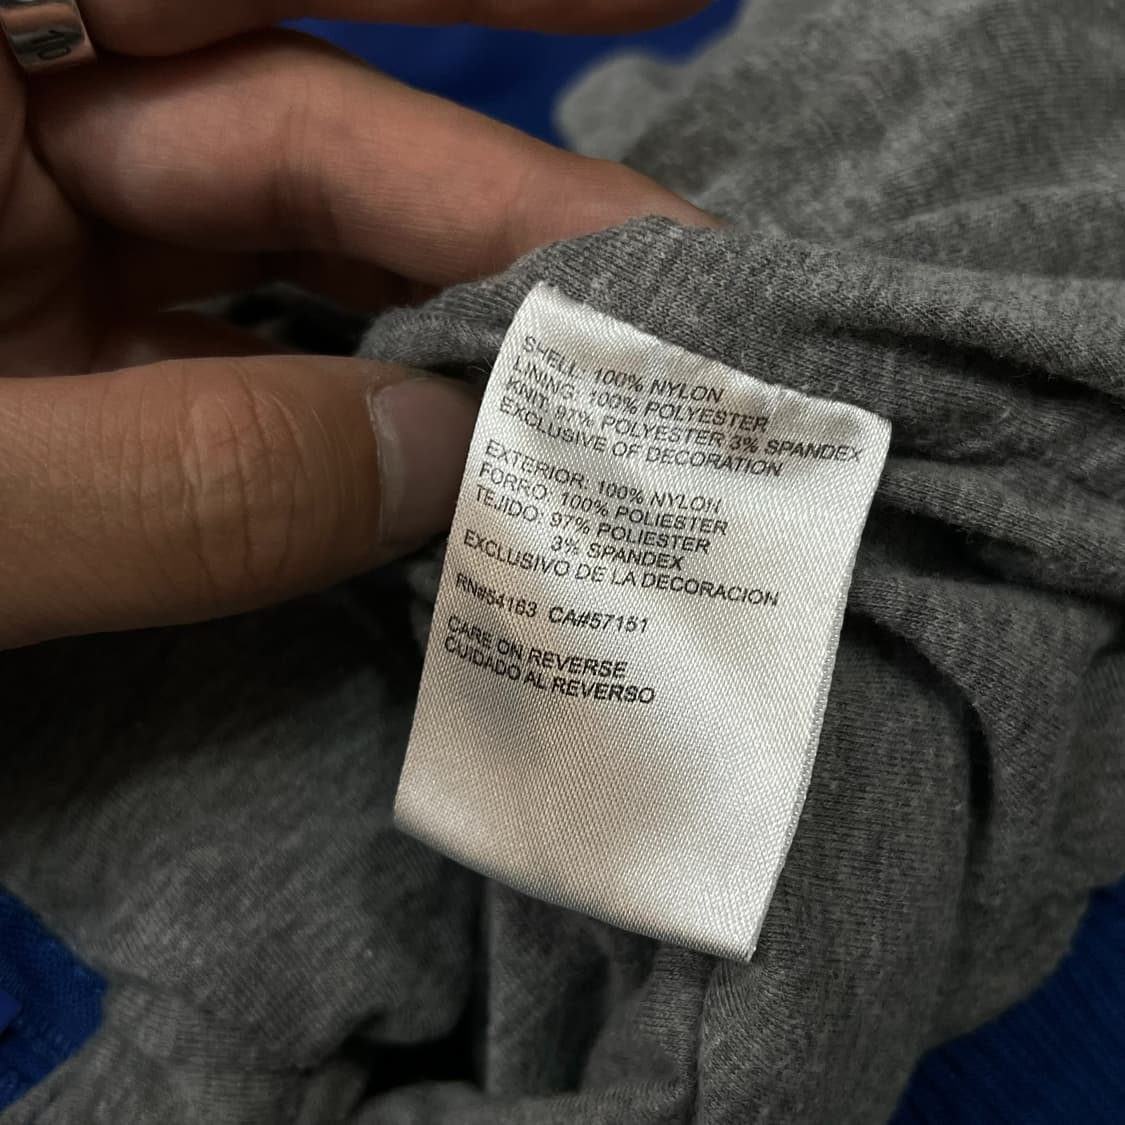 10
SHELL: 100% NYLON
LINING: 100% POLYESTER
KNIT: 97% POLYESTER 3% SPANDEX
EXCLUSIVE OF DECORATION
EXTERIOR: 100% NYLON
FORRO: 100% POLIESTER
TEJIDO: 97% POLIESTER
3% SPANDEX
EXCLUSIVO DE LA DECORACION
RN#54163 CA#57151
CARE ON REVERSE
CUIDADO AL REVERSO